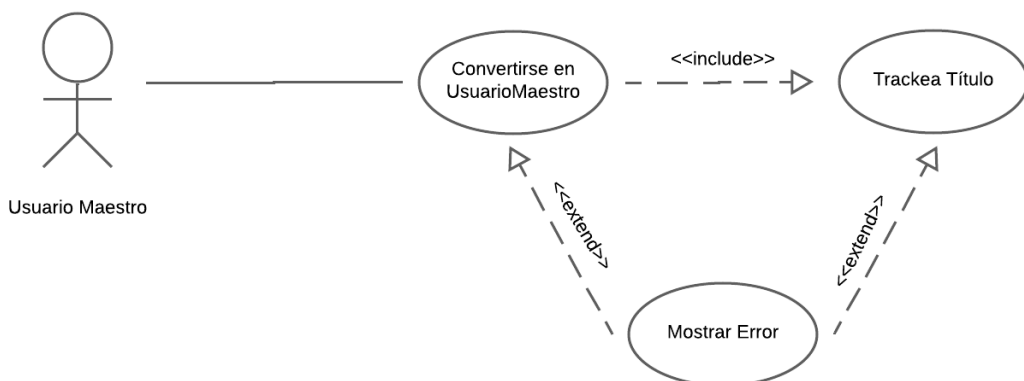 <<include>>
Convertirse en
UsuarioMaestro
Trackea Título
Usuario Maestro
<<extend>>
<<extend>>
Mostrar Error